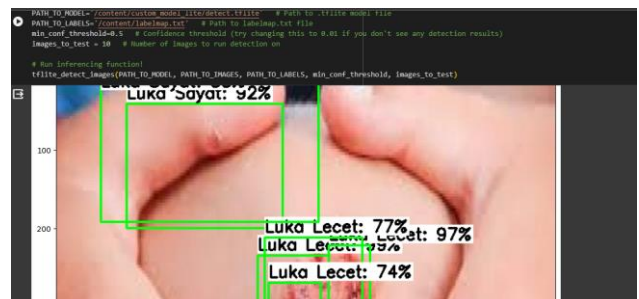 PATH_TO_MODEL='/content/custom_model_lite/detect.tflite'   # Path to .tflite model file
PATH_TO_LABELS='/content/labelmap.txt'   # Path to labelmap.txt file
min_conf_threshold=0.5   # Confidence threshold (try changing this to 0.01 if you don't see any detection results)
images_to_test = 10   # Number of images to run detection on
# Run inferencing function!
tflite_detect_images(PATH_TO_MODEL, PATH_TO_IMAGES, PATH_TO_LABELS, min_conf_threshold, images_to_test)
Luka Sayat: 92%
100
200
Luka Lecet: 77%
Lecet: 97%
Luka Lecet: 99%
Luka Lecet: 74%